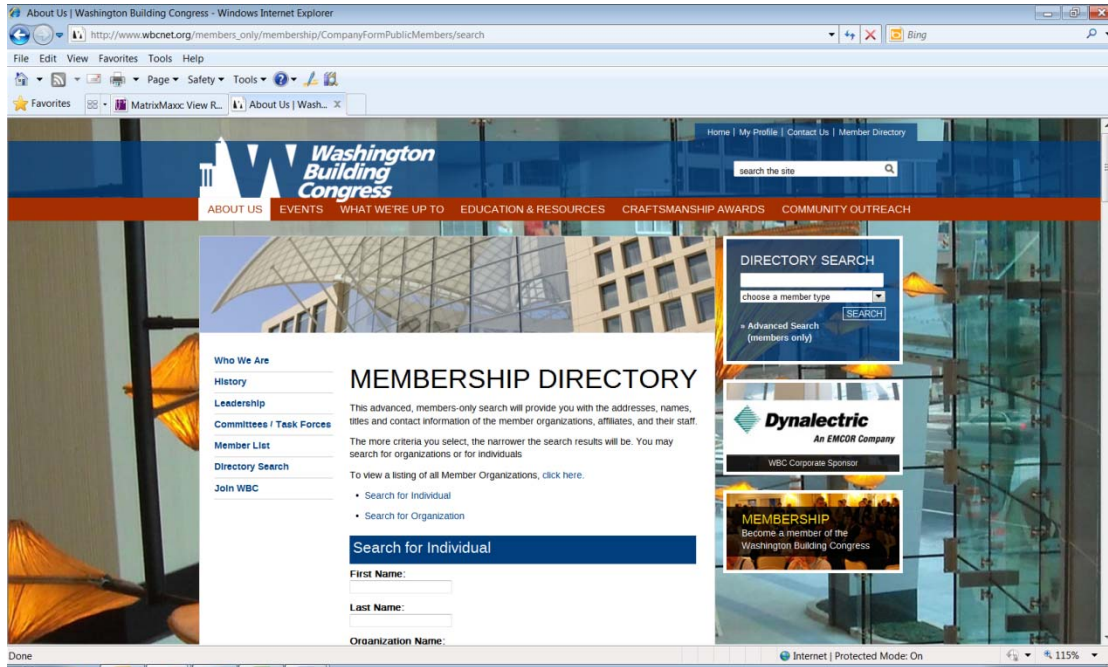 About Us | Washington Building Congress - Windows Internet Explorer
http://www.wbcnet.org/members_only/membership/CompanyFormPublicMembers/search
Bing
File Edit View Favorites Tools Help
Page Safety Tools
Favorites
MatrixMaxx: View R...
About Us | Wash...
Home | My Profile | Contact Us | Member Directory
Washington
Building
Congress
search the site
ABOUT US EVENTS WHAT WE'RE UP TO EDUCATION & RESOURCES CRAFTSMANSHIP AWARDS COMMUNITY OUTREACH
Who We Are
History
Leadership
Committees / Task Forces
Member List
Directory Search
Join WBC
MEMBERSHIP DIRECTORY
This advanced, members-only search will provide you with the addresses, names,
titles and contact information of the member organizations, affiliates, and their staff.
The more criteria you select, the narrower the search results will be. You may
search for organizations or for individuals
To view a listing of all Member Organizations, click here.
• Search for Individual
• Search for Organization
Search for Individual
First Name:
Last Name:
Organization Name:
DIRECTORY SEARCH
choose a member type
SEARCH
» Advanced Search
(members only)
Dynalectric
An EMCOR Company
WBC Corporate Sponsor
MEMBERSHIP
Become a member of the
Washington Building Congress
Done
Internet | Protected Mode: On
115%